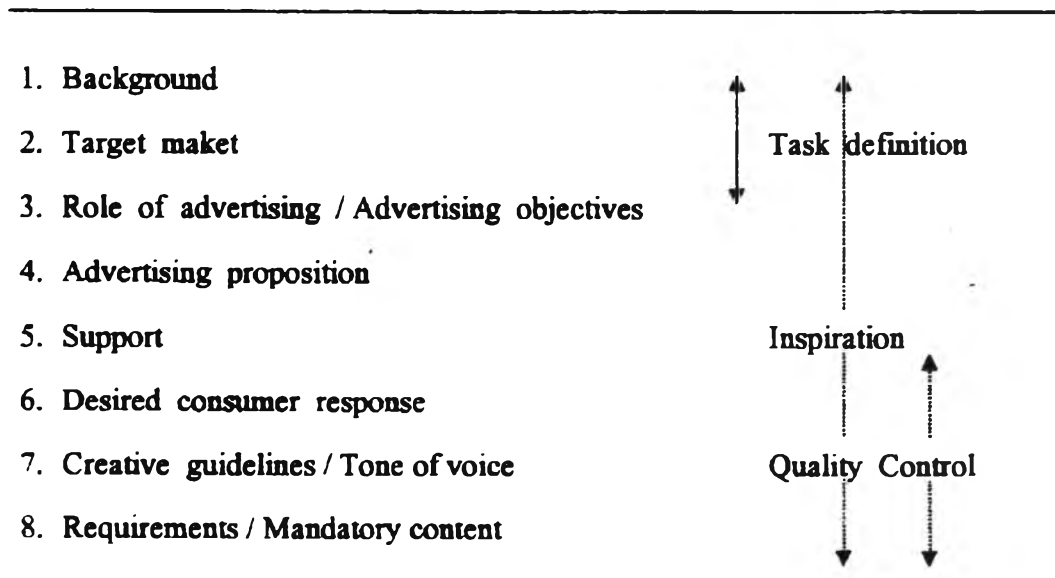 1. Background
2. Target maket
Task definition
3. Role of advertising / Advertising objectives
4. Advertising proposition
5. Support
Inspiration
6. Desired consumer response
7. Creative guidelines / Tone of voice
Quality Control
8. Requirements / Mandatory content